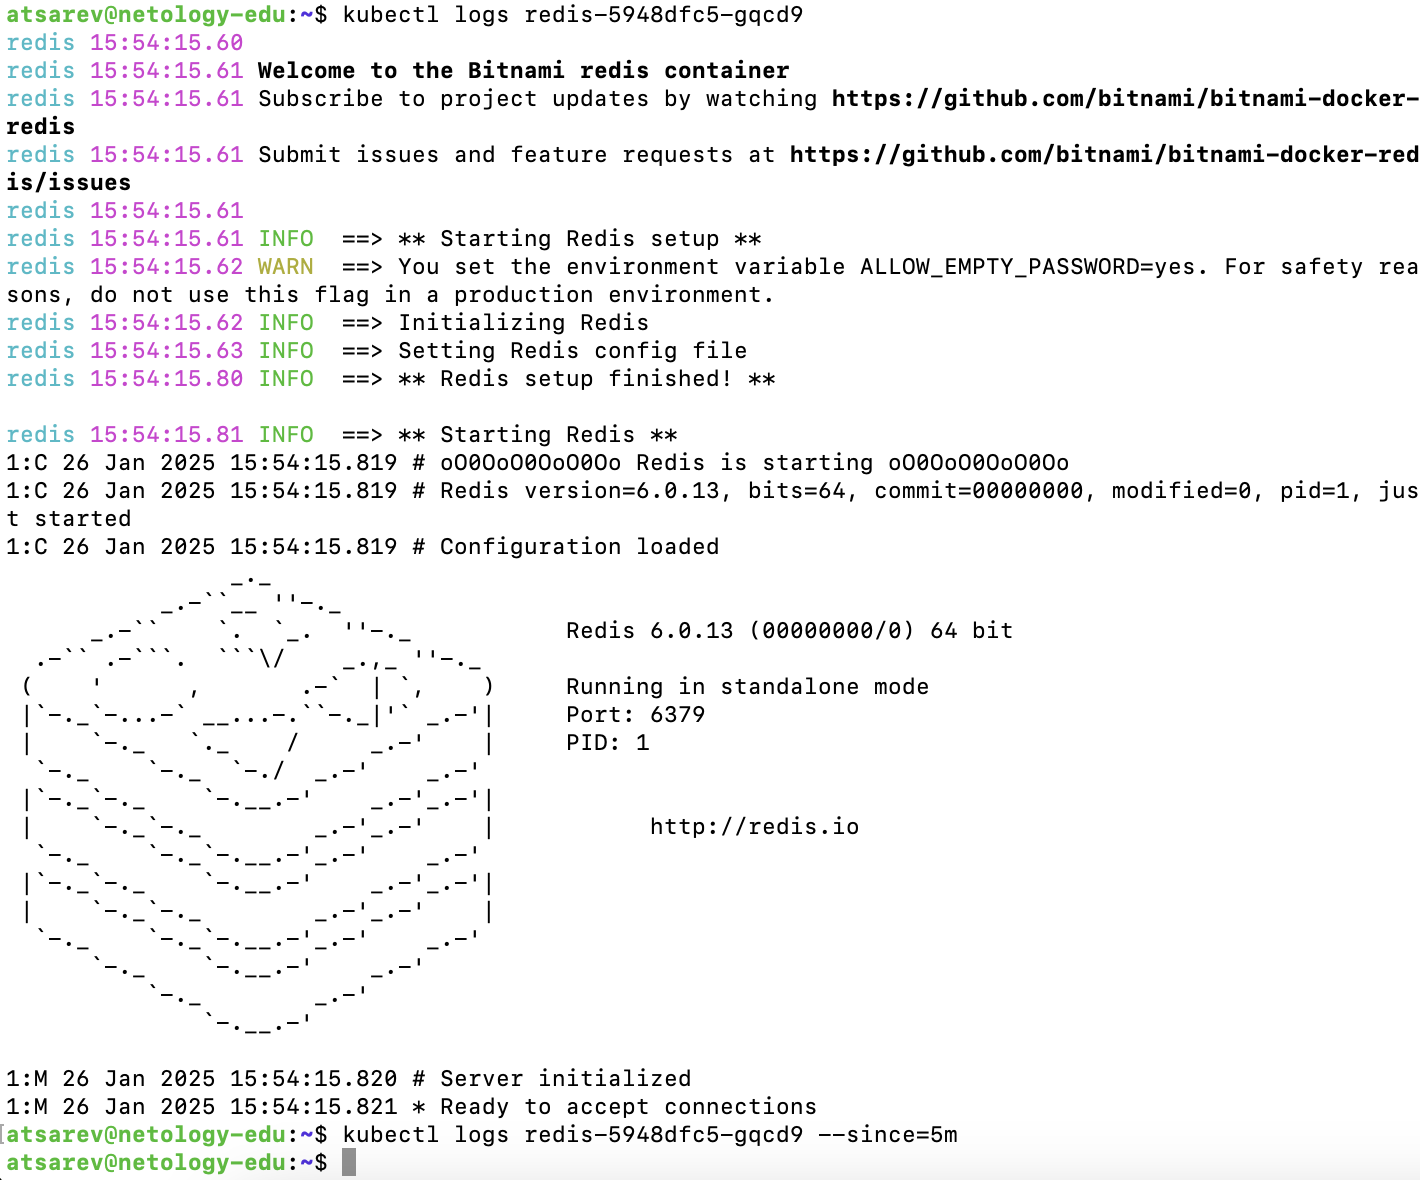 atsarev@netology-edu:~$ kubectl logs redis-5948dfc5-gqcd9
redis 15:54:15.60
redis 15:54:15.61 Welcome to the Bitnami redis container
redis 15:54:15.61 Subscribe to project updates by watching https://github.com/bitnami/bitnami-docker-
redis
redis 15:54:15.61 Submit issues and feature requests at https://github.com/bitnami/bitnami-docker-red
is/issues
redis 15:54:15.61
redis 15:54:15.61 INFO  ==> ** Starting Redis setup **
redis 15:54:15.62 WARN  ==> You set the environment variable ALLOW_EMPTY_PASSWORD=yes. For safety rea
sons, do not use this flag in a production environment.
redis 15:54:15.62 INFO  ==> Initializing Redis
redis 15:54:15.63 INFO  ==> Setting Redis config file
redis 15:54:15.80 INFO  ==> ** Redis setup finished! **
redis 15:54:15.81 INFO  ==> ** Starting Redis **
1:C 26 Jan 2025 15:54:15.819 # oO0OoO0OoO0Oo Redis is starting oO0OoO0OoO0Oo
1:C 26 Jan 2025 15:54:15.819 # Redis version=6.0.13, bits=64, commit=00000000, modified=0, pid=1, jus
t started
1:C 26 Jan 2025 15:54:15.819 # Configuration loaded
Redis 6.0.13 (00000000/0) 64 bit
Running in standalone mode
Port: 6379
PID: 1
http://redis.io
1:M 26 Jan 2025 15:54:15.820 # Server initialized
1:M 26 Jan 2025 15:54:15.821 * Ready to accept connections
atsarev@netology-edu:~$ kubectl logs redis-5948dfc5-gqcd9 --since=5m
atsarev@netology-edu:~$